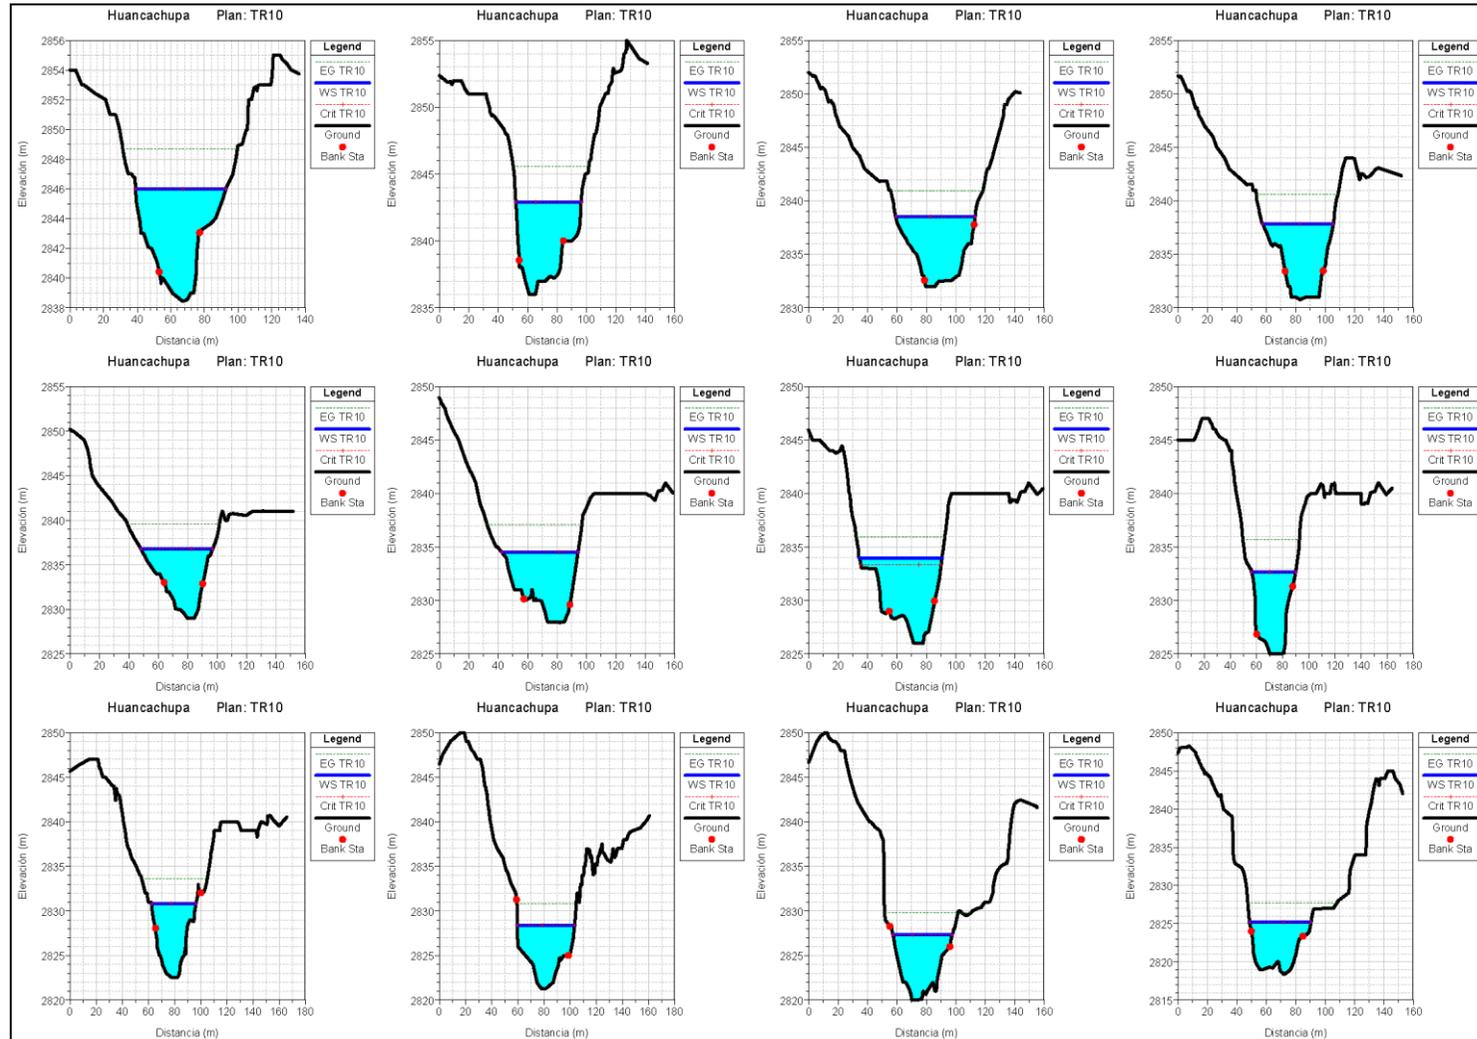 Huancachupa Plan: TR10
Elevación (m)
2856
2854
2852
2850
2848
2846
2844
2842
2840
2838
0 20 40 60 80 100 120 140
Distancia (m)
Legend
EG TR10
WS TR10
Crit TR10
Ground
Bank Sta
Huancachupa Plan: TR10
Elevación (m)
2855
2850
2845
2840
2835
0 20 40 60 80 100 120 140 160
Distancia (m)
Legend
EG TR10
WS TR10
Crit TR10
Ground
Bank Sta
Huancachupa Plan: TR10
Elevación (m)
2855
2850
2845
2840
2835
2830
0 20 40 60 80 100 120 140 160
Distancia (m)
Legend
EG TR10
WS TR10
Crit TR10
Ground
Bank Sta
Huancachupa Plan: TR10
Elevación (m)
2855
2850
2845
2840
2835
2830
0 20 40 60 80 100 120 140 160
Distancia (m)
Legend
EG TR10
WS TR10
Crit TR10
Ground
Bank Sta
Huancachupa Plan: TR10
Elevación (m)
2855
2850
2845
2840
2835
2830
2825
0 20 40 60 80 100 120 140 160
Distancia (m)
Legend
EG TR10
WS TR10
Crit TR10
Ground
Bank Sta
Huancachupa Plan: TR10
Elevación (m)
2850
2845
2840
2835
2830
2825
0 20 40 60 80 100 120 140 160
Distancia (m)
Legend
EG TR10
WS TR10
Crit TR10
Ground
Bank Sta
Huancachupa Plan: TR10
Elevación (m)
2850
2845
2840
2835
2830
2825
0 20 40 60 80 100 120 140 160
Distancia (m)
Legend
EG TR10
WS TR10
Crit TR10
Ground
Bank Sta
Huancachupa Plan: TR10
Elevación (m)
2850
2845
2840
2835
2830
2825
0 20 40 60 80 100 120 140 160 180
Distancia (m)
Legend
EG TR10
WS TR10
Crit TR10
Ground
Bank Sta
Huancachupa Plan: TR10
Elevación (m)
2850
2845
2840
2835
2830
2825
2820
0 20 40 60 80 100 120 140 160 180
Distancia (m)
Legend
EG TR10
WS TR10
Crit TR10
Ground
Bank Sta
Huancachupa Plan: TR10
Elevación (m)
2850
2845
2840
2835
2830
2825
2820
0 20 40 60 80 100 120 140 160 180
Distancia (m)
Legend
EG TR10
WS TR10
Crit TR10
Ground
Bank Sta
Huancachupa Plan: TR10
Elevación (m)
2850
2845
2840
2835
2830
2825
2820
0 20 40 60 80 100 120 140 160
Distancia (m)
Legend
EG TR10
WS TR10
Crit TR10
Ground
Bank Sta
Huancachupa Plan: TR10
Elevación (m)
2850
2845
2840
2835
2830
2825
2820
2815
0 20 40 60 80 100 120 140 160
Distancia (m)
Legend
EG TR10
WS TR10
Crit TR10
Ground
Bank Sta